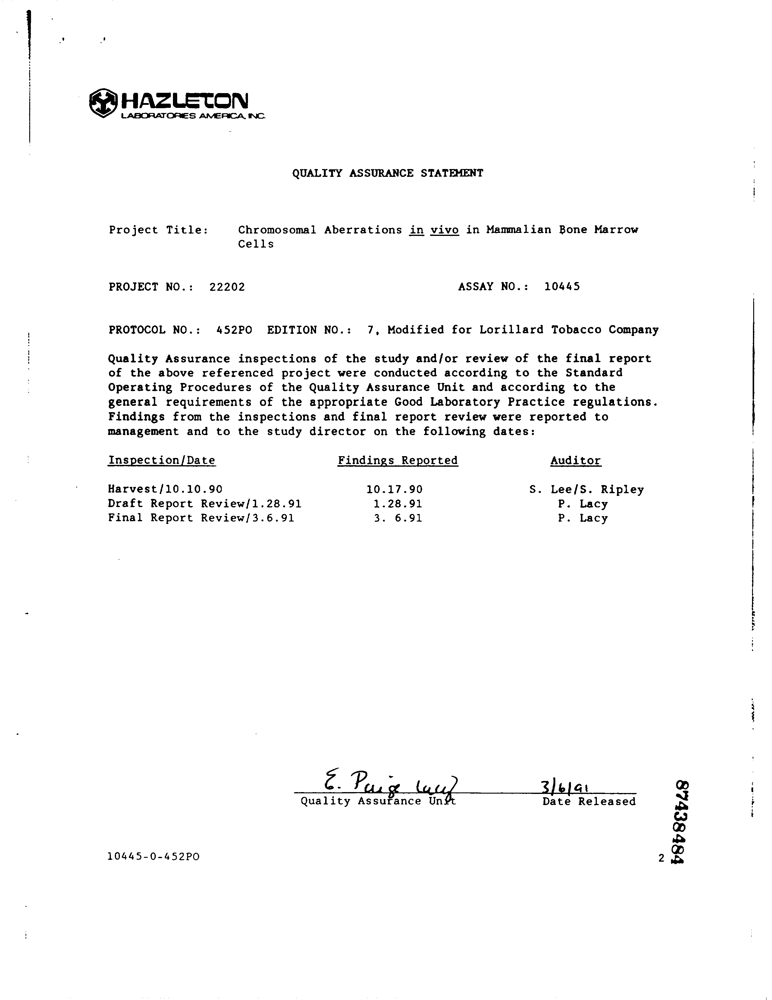 HAZLETON
LABORATORIES AMERICA, INC.
QUALITY ASSURANCE STATEMENT
Project Title: Chromosomal Aberrations in vivo in Mammalian Bone Marrow
Cells
PROJECT NO.: 22202 ASSAY NO.: 10445
PROTOCOL NO.: 452PO EDITION NO.: 7, Modified for Lorillard Tobacco Company
Quality Assurance inspections of the study and/or review of the final report
of the above referenced project were conducted according to the Standard
Operating Procedures of the Quality Assurance Unit and according to the
general requirements of the appropriate Good Laboratory Practice regulations.
Findings from the inspections and final report review were reported to
management and to the study director on the following dates:
Inspection/Date Findings Reported Auditor
Harvest/10.10.90 10.17.90 S. Lee/S. Ripley
Draft Report Review/1.28.91 1.28.91 P. Lacy
Final Report Review/3.6.91 3. 6.91 P. Lacy
E. Paige Lacy 3/6/91
Quality Assurance Unit Date Released
87438484
10445-0-452PO 2